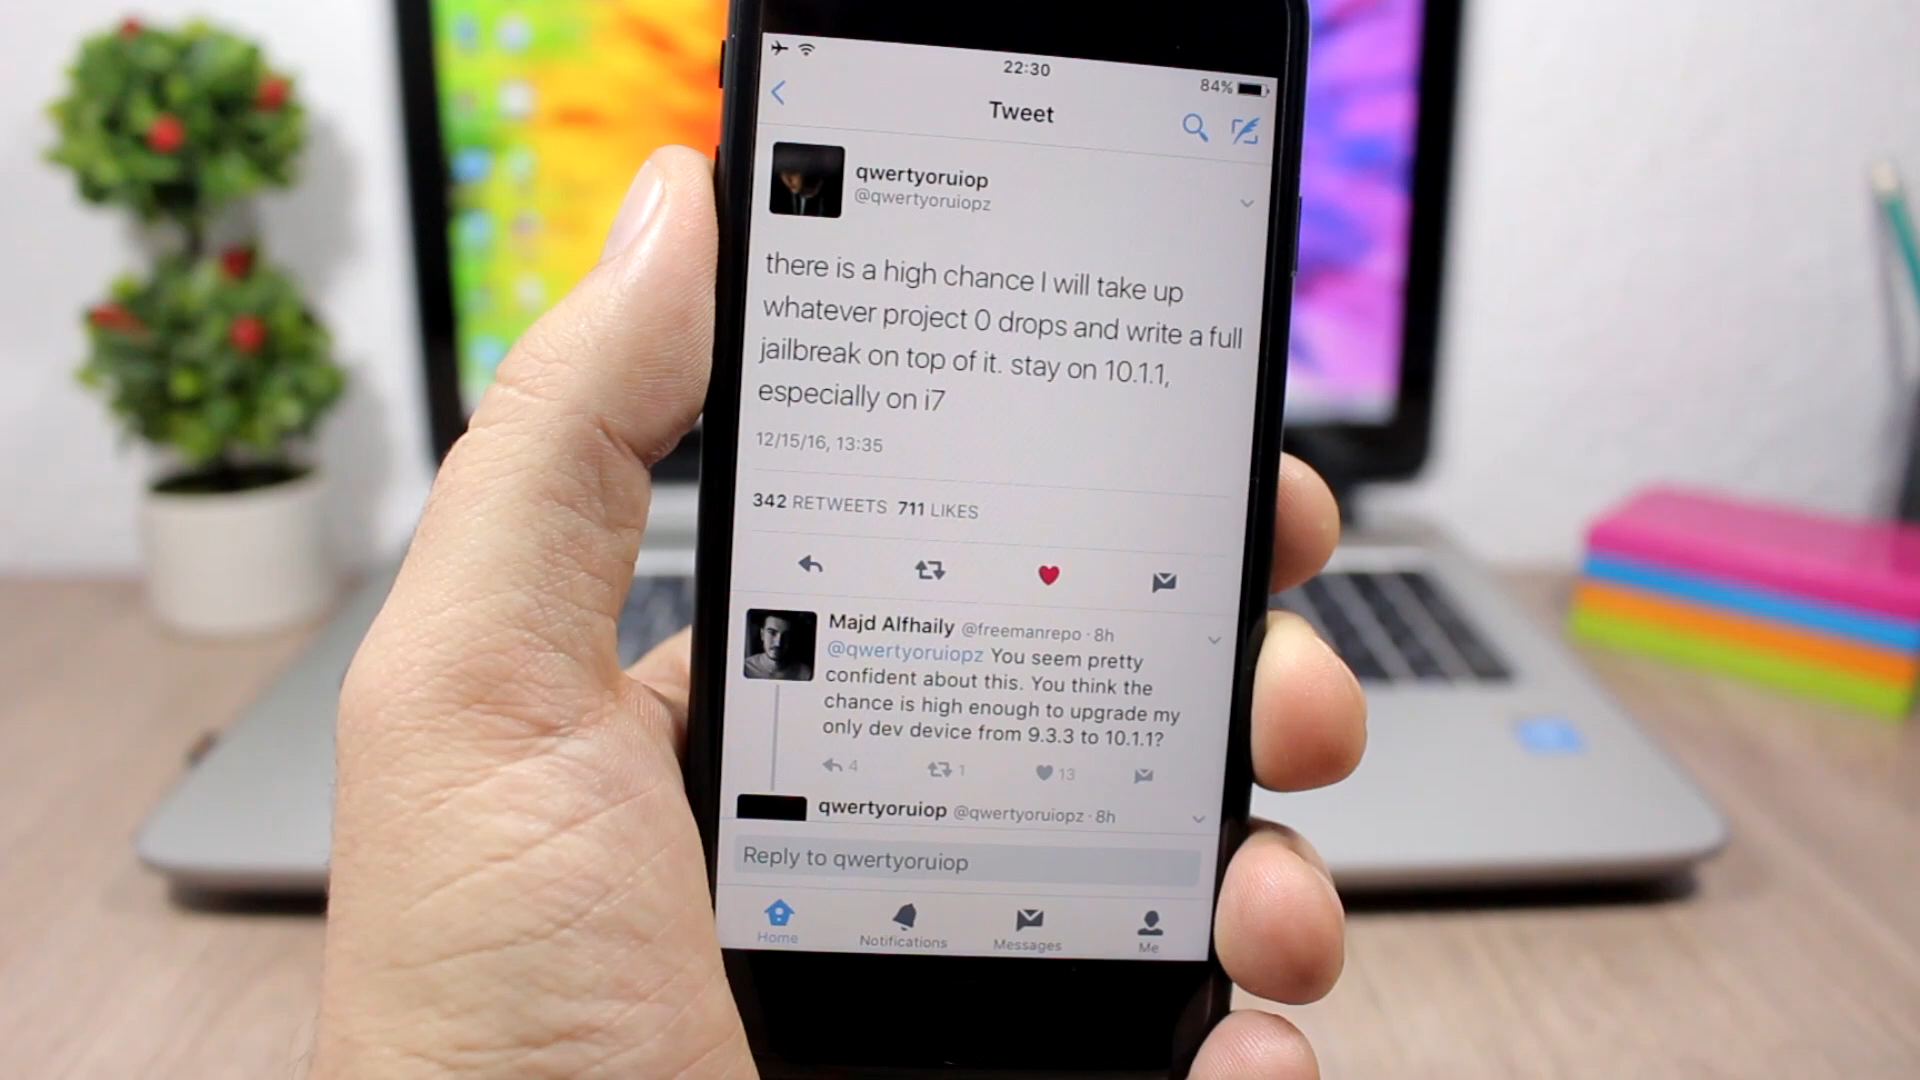 22:30
84%
Tweet
qwertyoruiop
@qwertyoruiopz
there is a high chance I will take up
whatever project 0 drops and write a full
jailbreak on top of it. stay on 10.1.1,
especially on i7
12/15/16, 13:35
342 RETWEETS 711 LIKES
Majd Alfhaily @freemanrepo · 8h
@qwertyoruiopz You seem pretty
confident about this. You think the
chance is high enough to upgrade my
only dev device from 9.3.3 to 10.1.1?
4 1 13
qwertyoruiop @qwertyoruiopz · 8h
Reply to qwertyoruiop
Home Notifications Messages Me